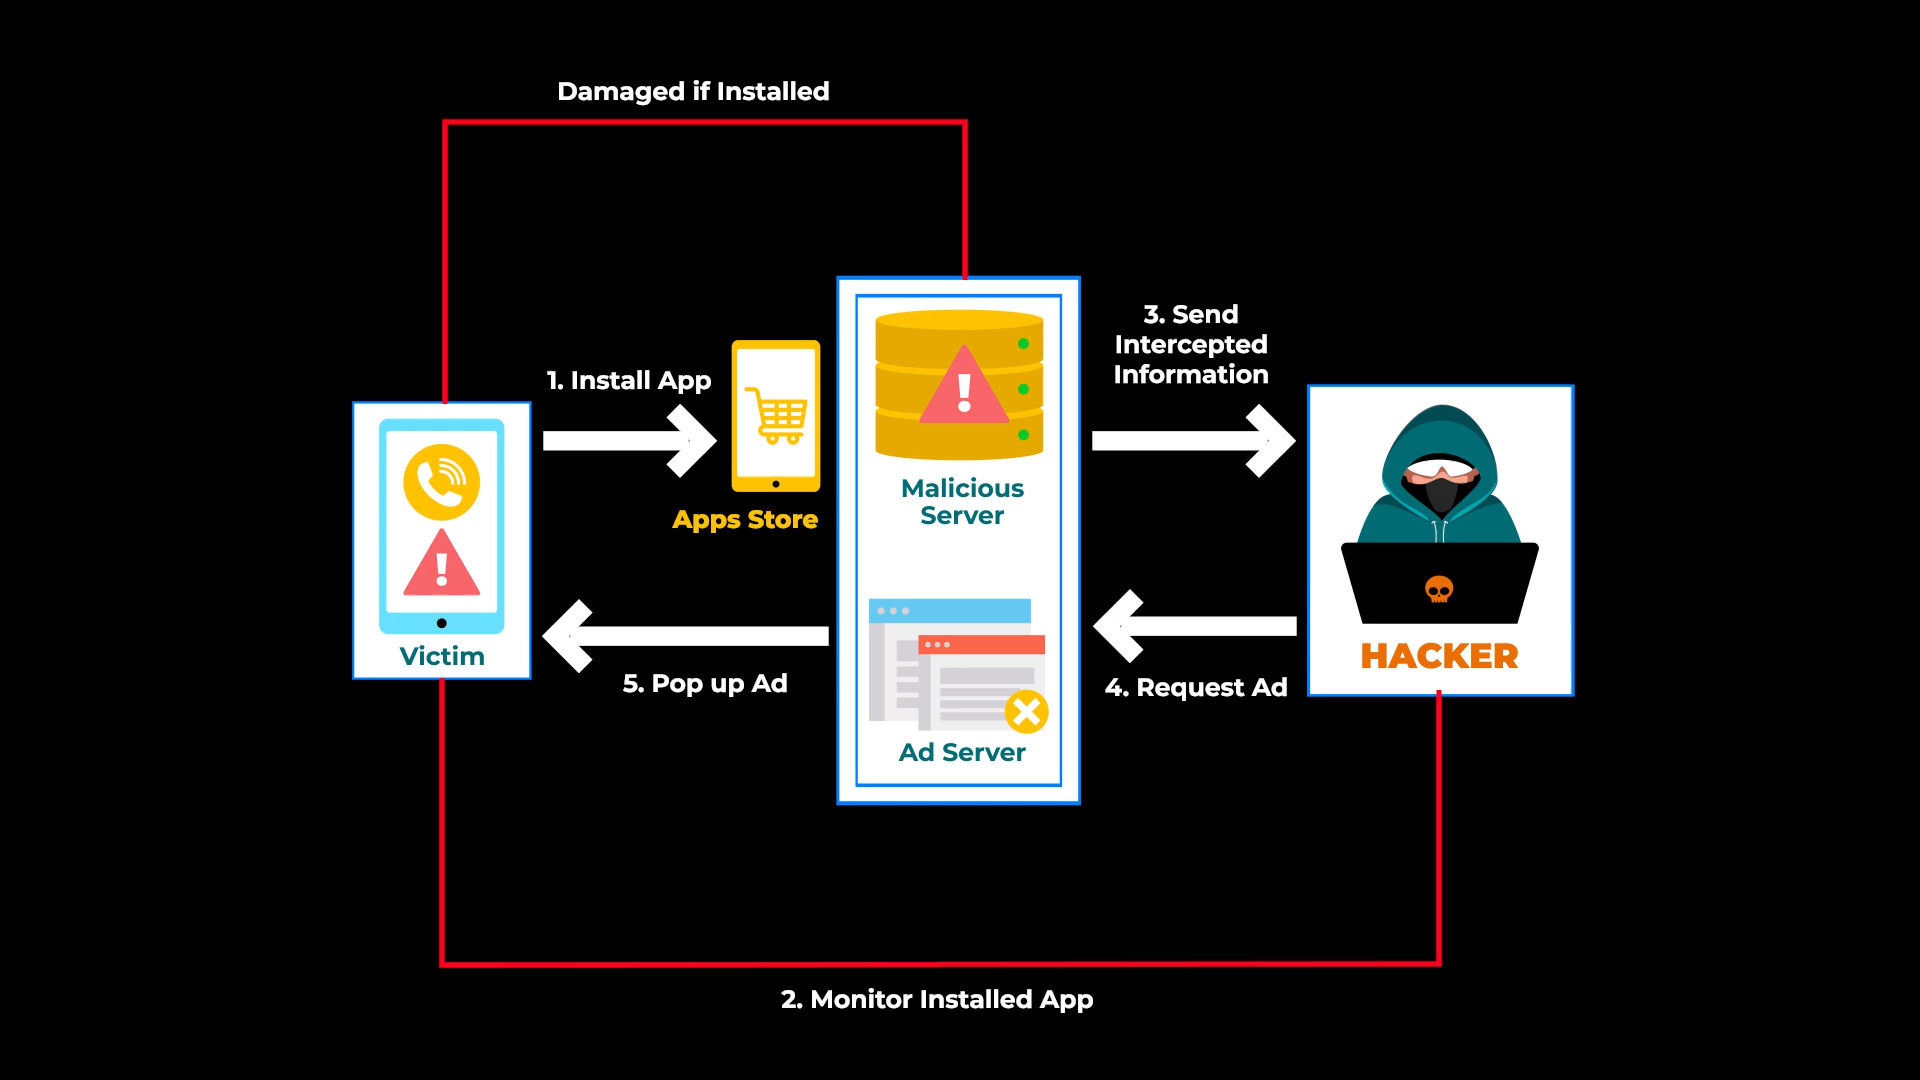 Damaged if Installed
1. Install App
Apps Store
Malicious
Server
3. Send
Intercepted
Information
Victim
5. Pop up Ad
Ad Server
4. Request Ad
HACKER
2. Monitor Installed App